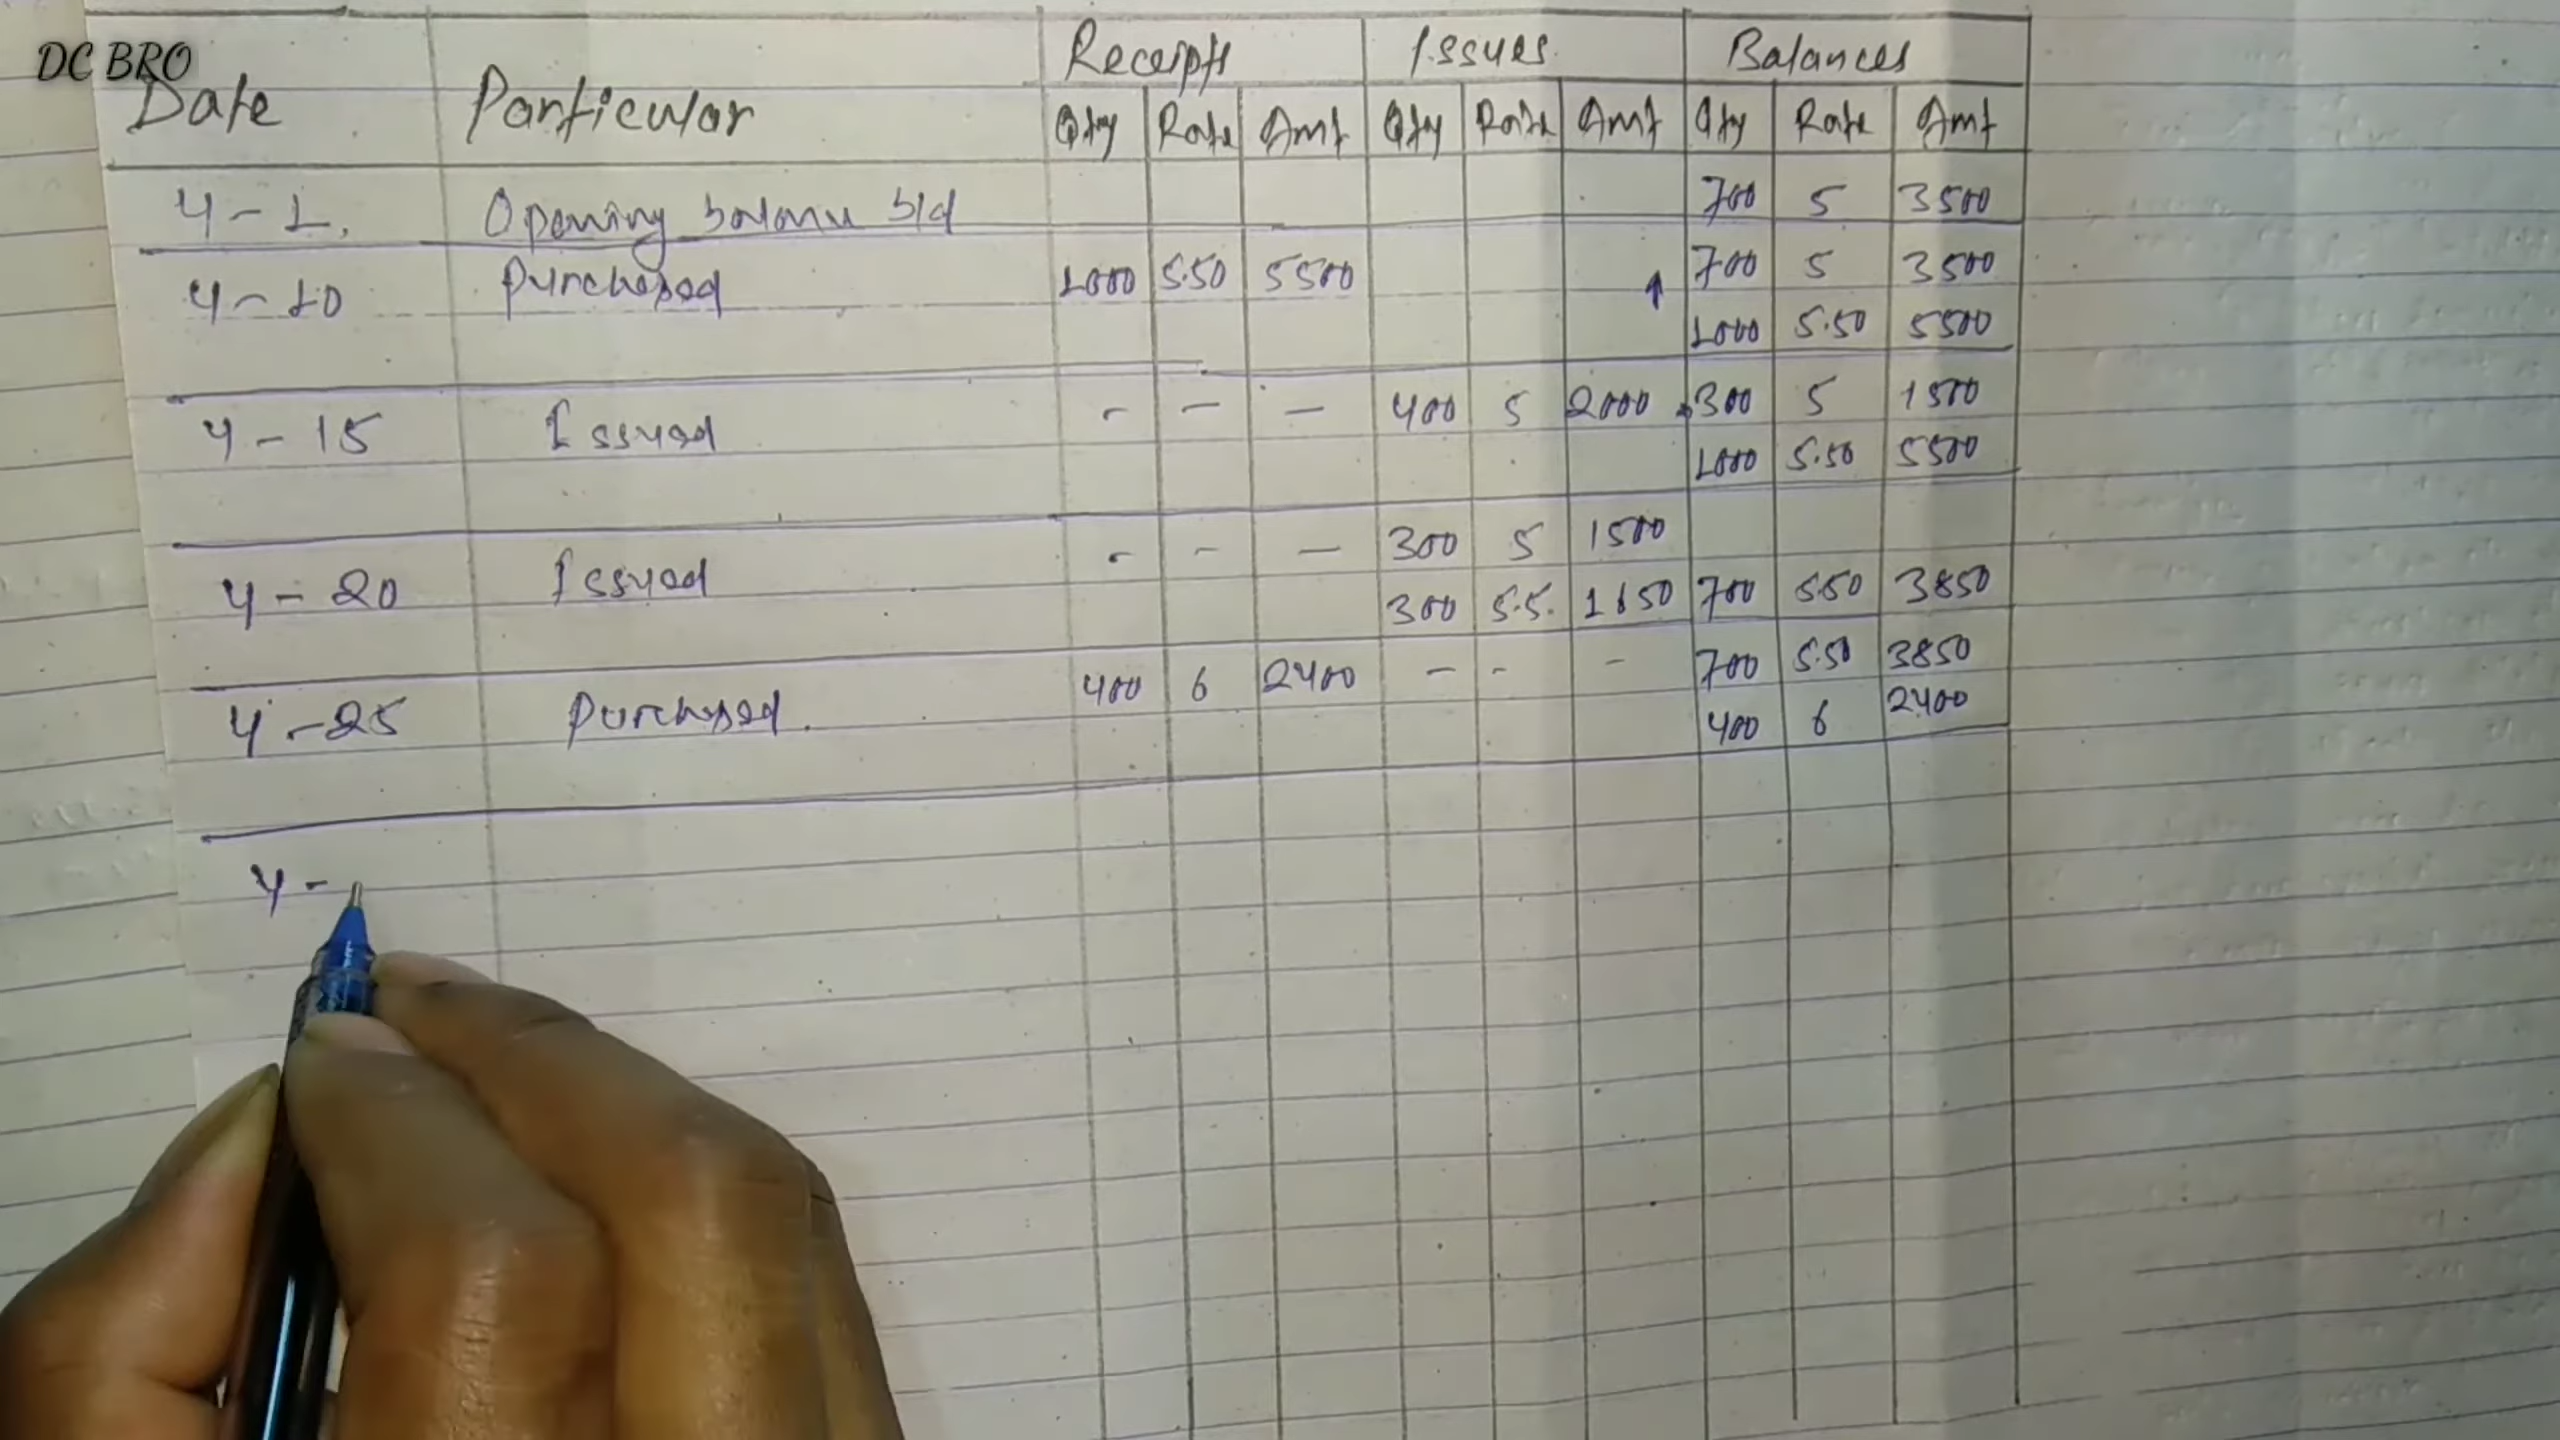 DC BRO
Receipts Issues Balances
Date Particular Qty Rate Amt Qty Rate Amt Qty Rate Amt
4-1. Opening balance b/d 700 5 3500
4-10 Purchased 1000 5.50 5500 700 5 3500
1000 5.50 5500
4-15 Issued - - - 400 5 2000 300 5 1500
1000 5.50 5500
4-20 Issued - - - 300 5 1500
300 5.5. 1650 700 5.50 3850
4-25 Purchased. 400 6 2400 - - - 700 5.50 3850
400 6 2400
4-